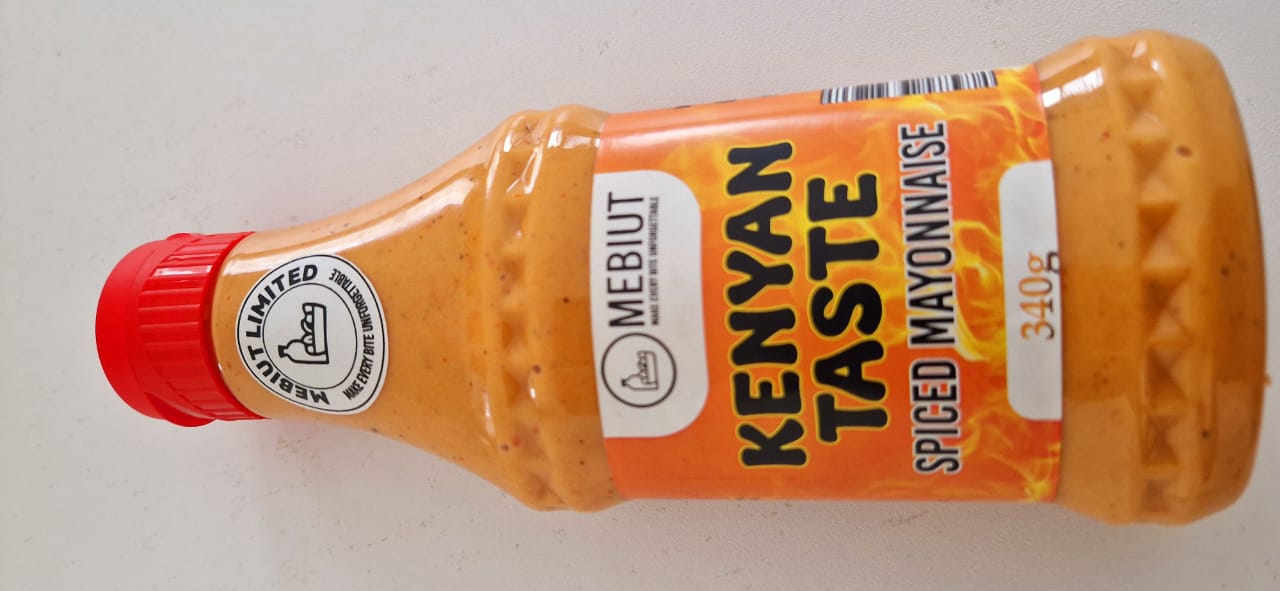 MEBIUT LIMITED
MAKE EVERY BITE UNFORGETTABLE
MEBIUT
MAKE EVERY BITE UNFORGETTABLE
KENYAN
TASTE
SPICED MAYONNAISE
340g